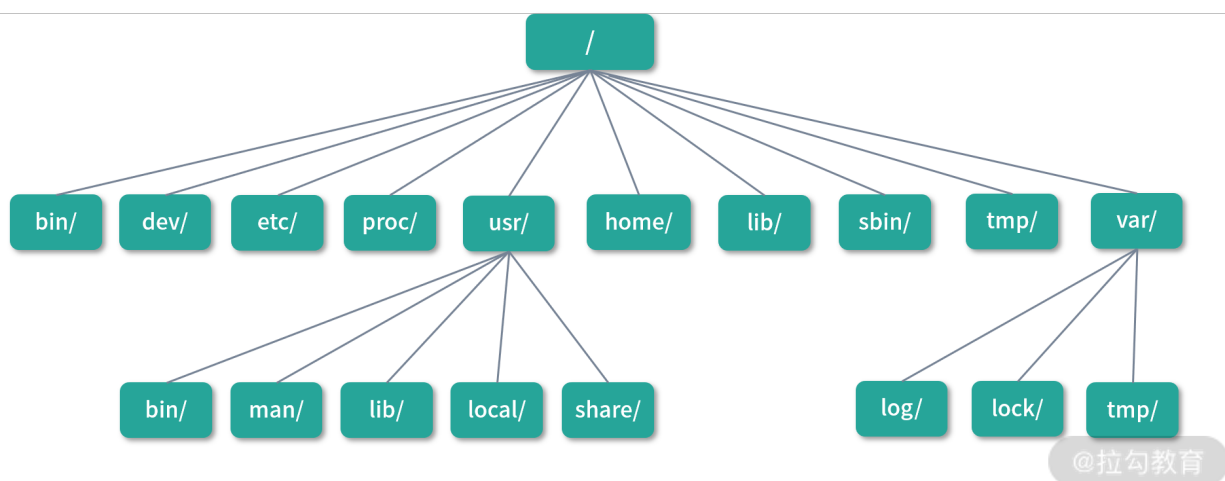 /
bin/ dev/ etc/ proc/ usr/ home/ lib/ sbin/ tmp/ var/
bin/ man/ lib/ local/ share/ log/ lock/ tmp/
@拉勾教育